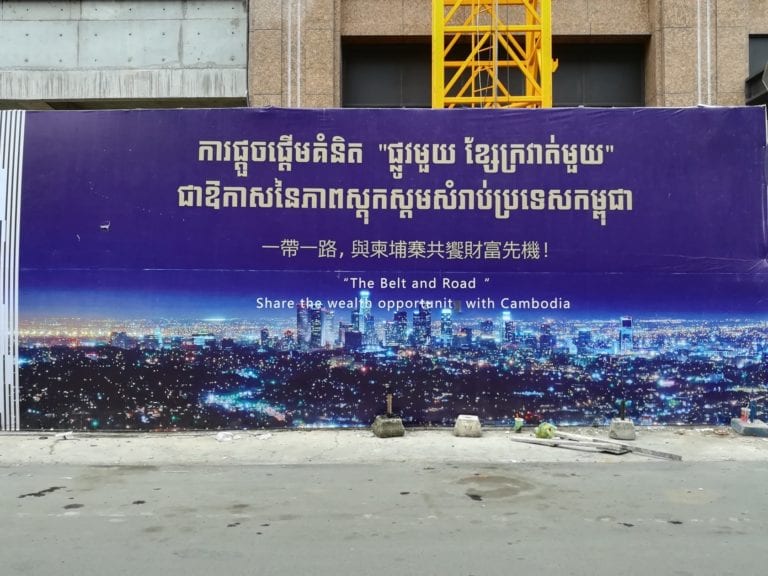 ការផ្តួចផ្តើមគំនិត "ផ្លូវមួយ ខ្សែក្រវាត់មួយ"
ជាឱកាសនៃភាពស្តុកស្តមសំរាប់ប្រទេសកម្ពុជា
一帶一路, 與柬埔寨共饗財富先機!
“The Belt and Road ”
Share the wealth opportunity with Cambodia